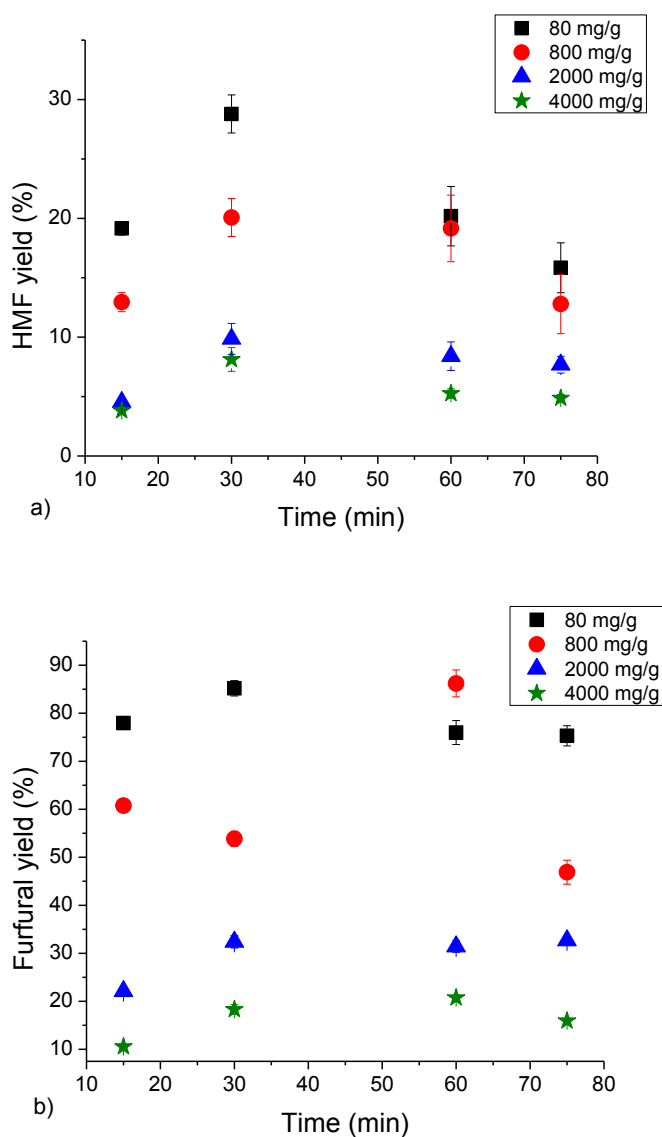 80 mg/g
800 mg/g
2000 mg/g
4000 mg/g
30
20
10
0
HMF yield (%)
10 20 30 40 50 60 70 80
Time (min)
a)
80 mg/g
800 mg/g
2000 mg/g
4000 mg/g
90
80
70
60
50
40
30
20
10
Furfural yield (%)
10 20 30 40 50 60 70 80
Time (min)
b)